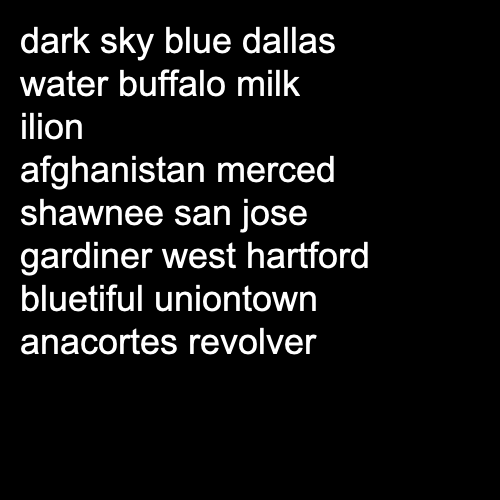 dark sky blue dallas
water buffalo milk
ilion
afghanistan merced
shawnee san jose
gardiner west hartford
bluetiful uniontown
anacortes revolver